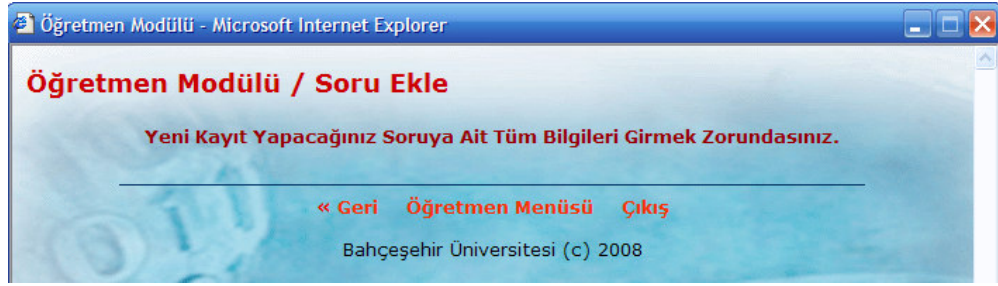 Öğretmen Modülü - Microsoft Internet Explorer
Öğretmen Modülü / Soru Ekle
Yeni Kayıt Yapacağınız Soruya Ait Tüm Bilgileri Girmek Zorundasınız.
« Geri Öğretmen Menüsü Çıkış
Bahçeşehir Üniversitesi (c) 2008